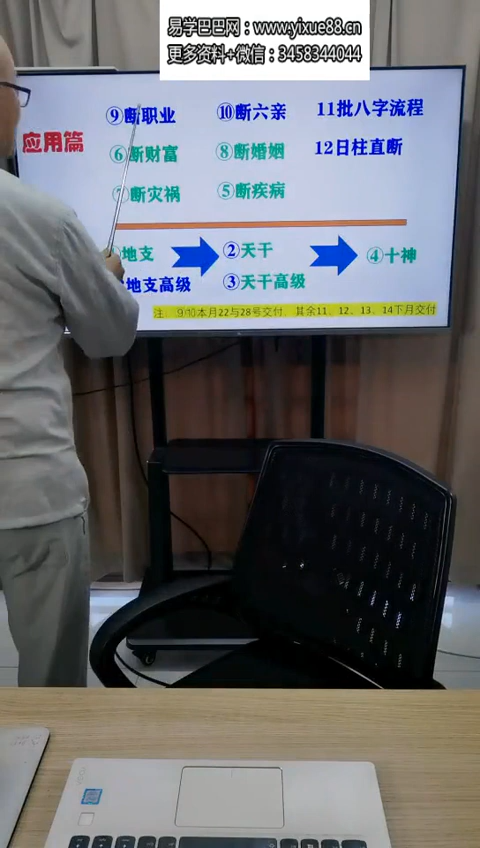 易学巴巴网：www.yixue88.cn
更多资料+微信：3458344044
⑨断职业 ⑩断六亲 11批八字流程
应用篇
⑥断财富 ⑧断婚姻 12日柱直断
断灾祸 ⑤断疾病
地支 ②天干 ④十神
地支高级 ③天干高级
注、9\10本月22与28号交付、其余11、12、13、14下月交付